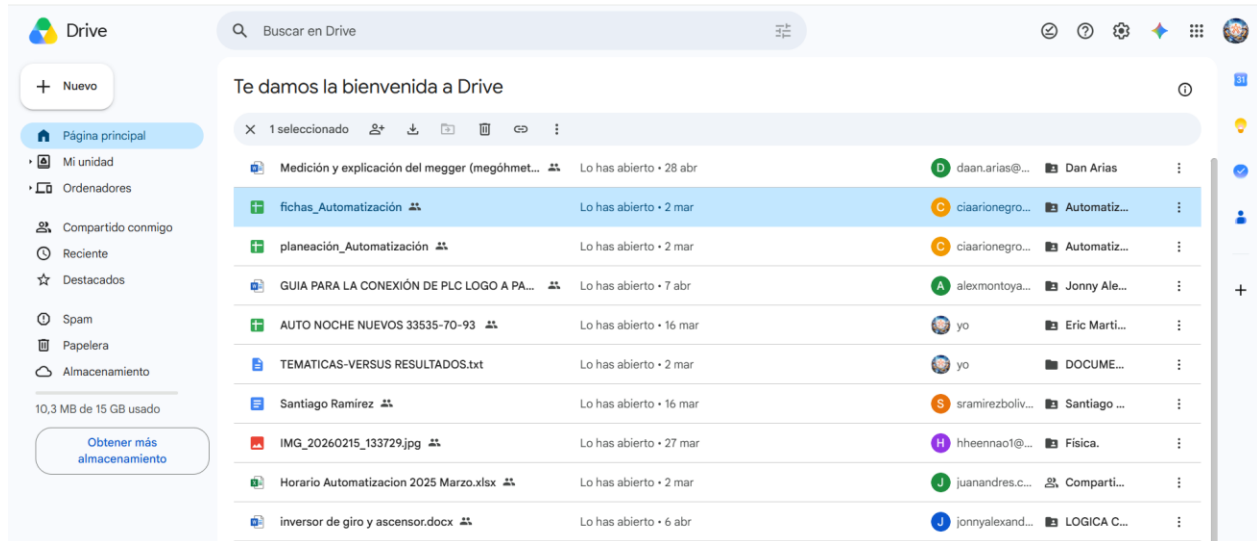 Drive
Buscar en Drive
Nuevo
Página principal
Mi unidad
Ordenadores
Compartido conmigo
Reciente
Destacados
Spam
Papelera
Almacenamiento
10,3 MB de 15 GB usado
Obtener más
almacenamiento
Te damos la bienvenida a Drive
1 seleccionado
Medición y explicación del megger (megóhmet... Lo has abierto • 28 abr D daan.arias@... Dan Arias
fichas_Automatización Lo has abierto • 2 mar C ciaarionegro... Automatiz...
planeación_Automatización Lo has abierto • 2 mar C ciaarionegro... Automatiz...
GUIA PARA LA CONEXIÓN DE PLC LOGO A PA... Lo has abierto • 7 abr A alexmontoya... Jonny Ale...
AUTO NOCHE NUEVOS 33535-70-93 Lo has abierto • 16 mar yo Eric Marti...
TEMATICAS-VERSUS RESULTADOS.txt Lo has abierto • 2 mar yo DOCUME...
Santiago Ramírez Lo has abierto • 16 mar S sramirezboliv... Santiago ...
IMG_20260215_133729.jpg Lo has abierto • 27 mar H hheennao1@... Física.
Horario Automatizacion 2025 Marzo.xlsx Lo has abierto • 2 mar J juanandres.c... Comparti...
inversor de giro y ascensor.docx Lo has abierto • 6 abr J jonnyalexand... LOGICA C...
31